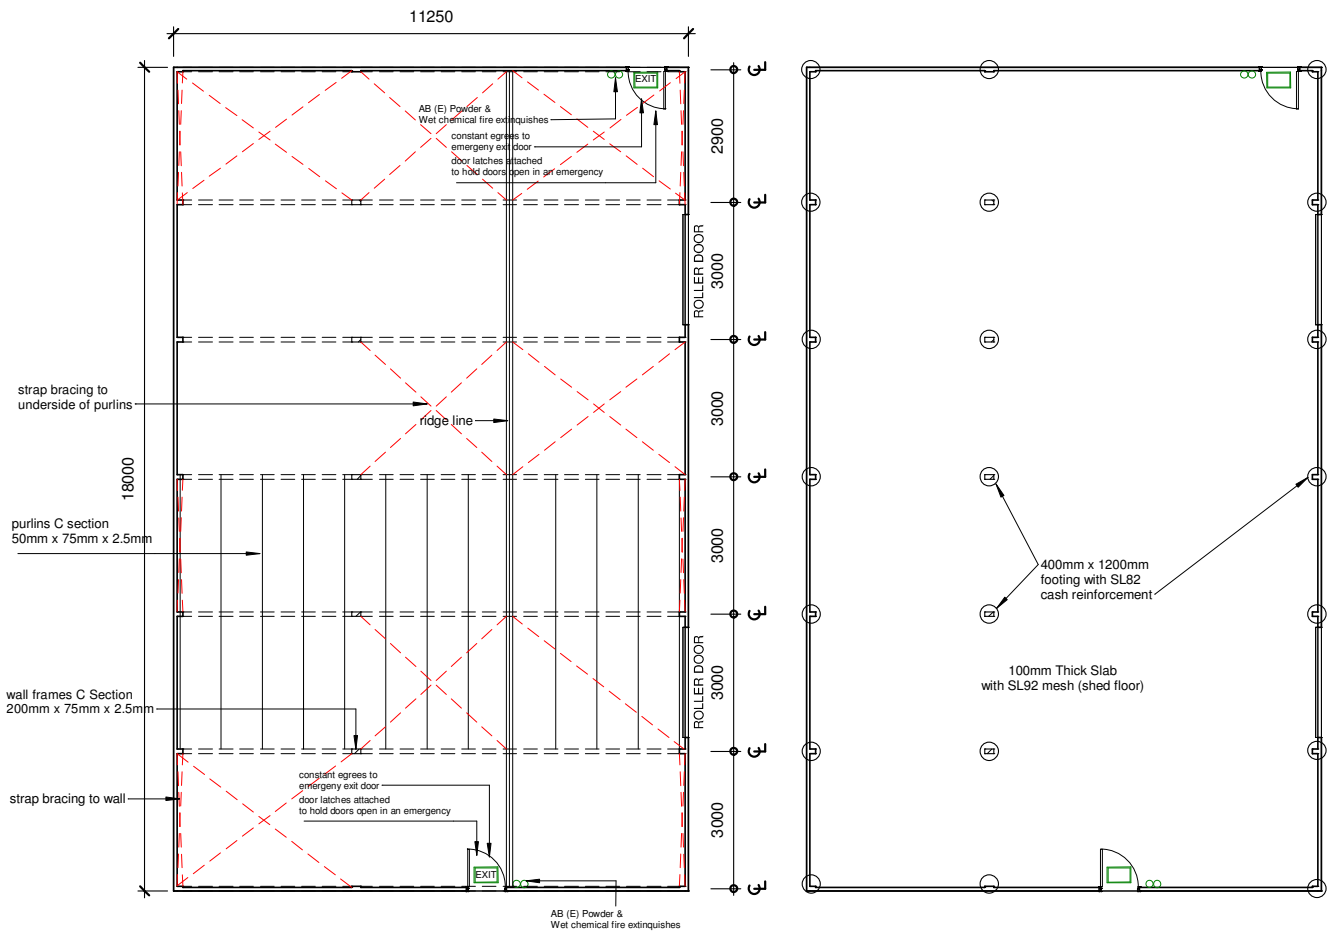 11250
EXIT
AB (E) Powder &
Wet chemical fire extinquishes
constant egrees to
emergeny exit door
door latches attached
to hold doors open in an emergency
2900
ROLLER DOOR
3000
strap bracing to
underside of purlins
ridge line
3000
18000
purlins C section
50mm x 75mm x 2.5mm
3000
400mm x 1200mm
footing with SL82
cash reinforcement
ROLLER DOOR
3000
100mm Thick Slab
with SL92 mesh (shed floor)
wall frames C Section
200mm x 75mm x 2.5mm
constant egrees to
emergeny exit door
door latches attached
to hold doors open in an emergency
strap bracing to wall
3000
EXIT
AB (E) Powder &
Wet chemical fire extinquishes